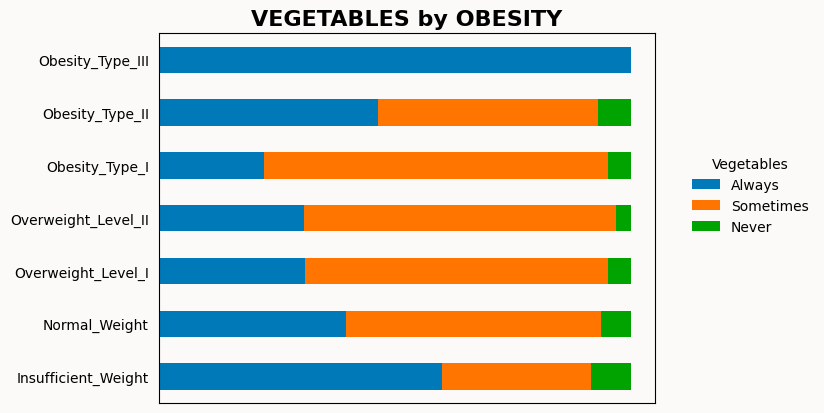 VEGETABLES by OBESITY
Obesity_Type_III
Obesity_Type_II
Obesity_Type_I
Overweight_Level_II
Overweight_Level_I
Normal_Weight
Insufficient_Weight
Vegetables
Always
Sometimes
Never